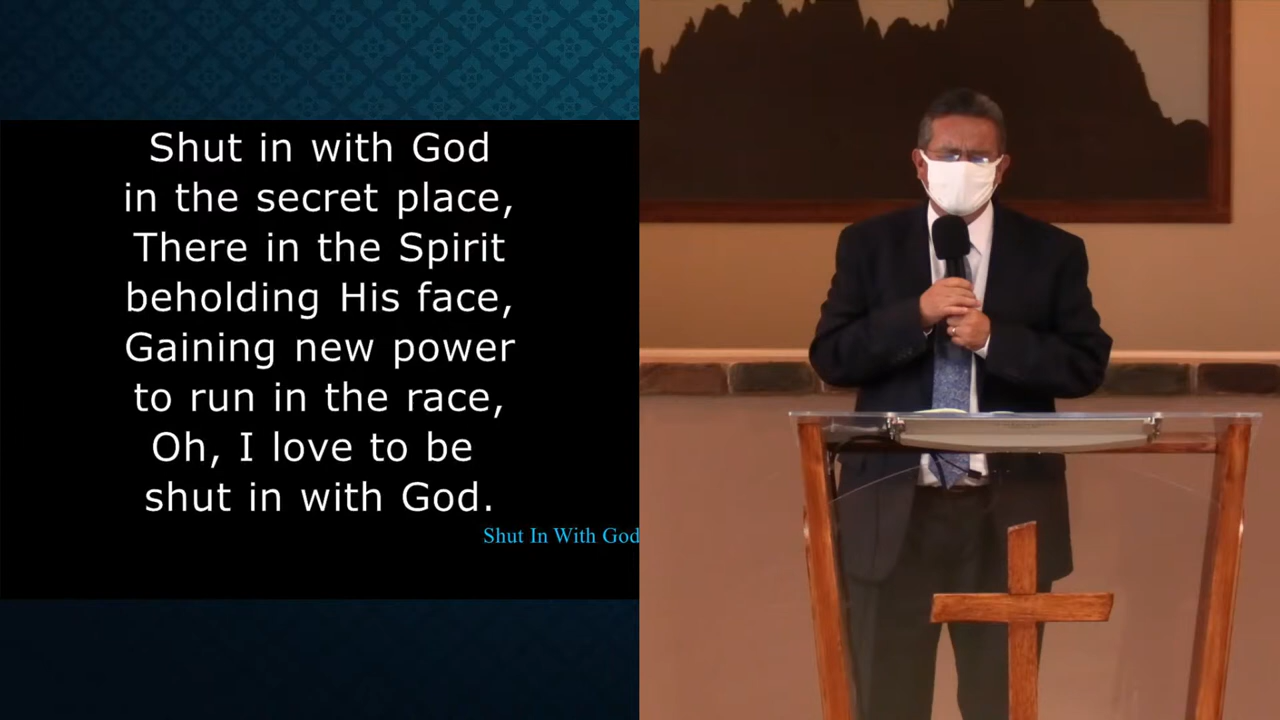 Shut in with God
in the secret place,
There in the Spirit
beholding His face,
Gaining new power
to run in the race,
Oh, I love to be
shut in with God.
Shut In With God